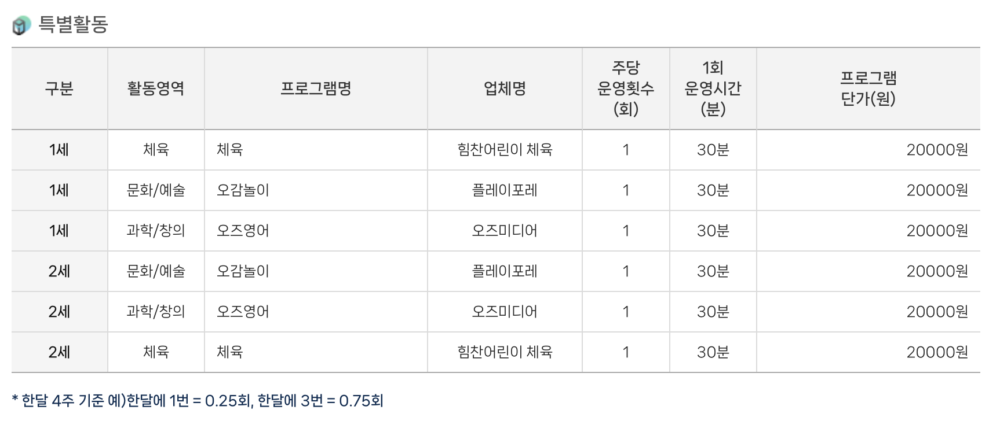 특별활동
구분 활동영역 프로그램명 업체명 주당 운영횟수 (회) 1회 운영시간 (분) 프로그램 단가(원)
1세 체육 체육 힘찬어린이 체육 1 30분 20000원
1세 문화/예술 오감놀이 플레이포레 1 30분 20000원
1세 과학/창의 오즈영어 오즈미디어 1 30분 20000원
2세 문화/예술 오감놀이 플레이포레 1 30분 20000원
2세 과학/창의 오즈영어 오즈미디어 1 30분 20000원
2세 체육 체육 힘찬어린이 체육 1 30분 20000원
* 한달 4주 기준 예)한달에 1번 = 0.25회, 한달에 3번 = 0.75회